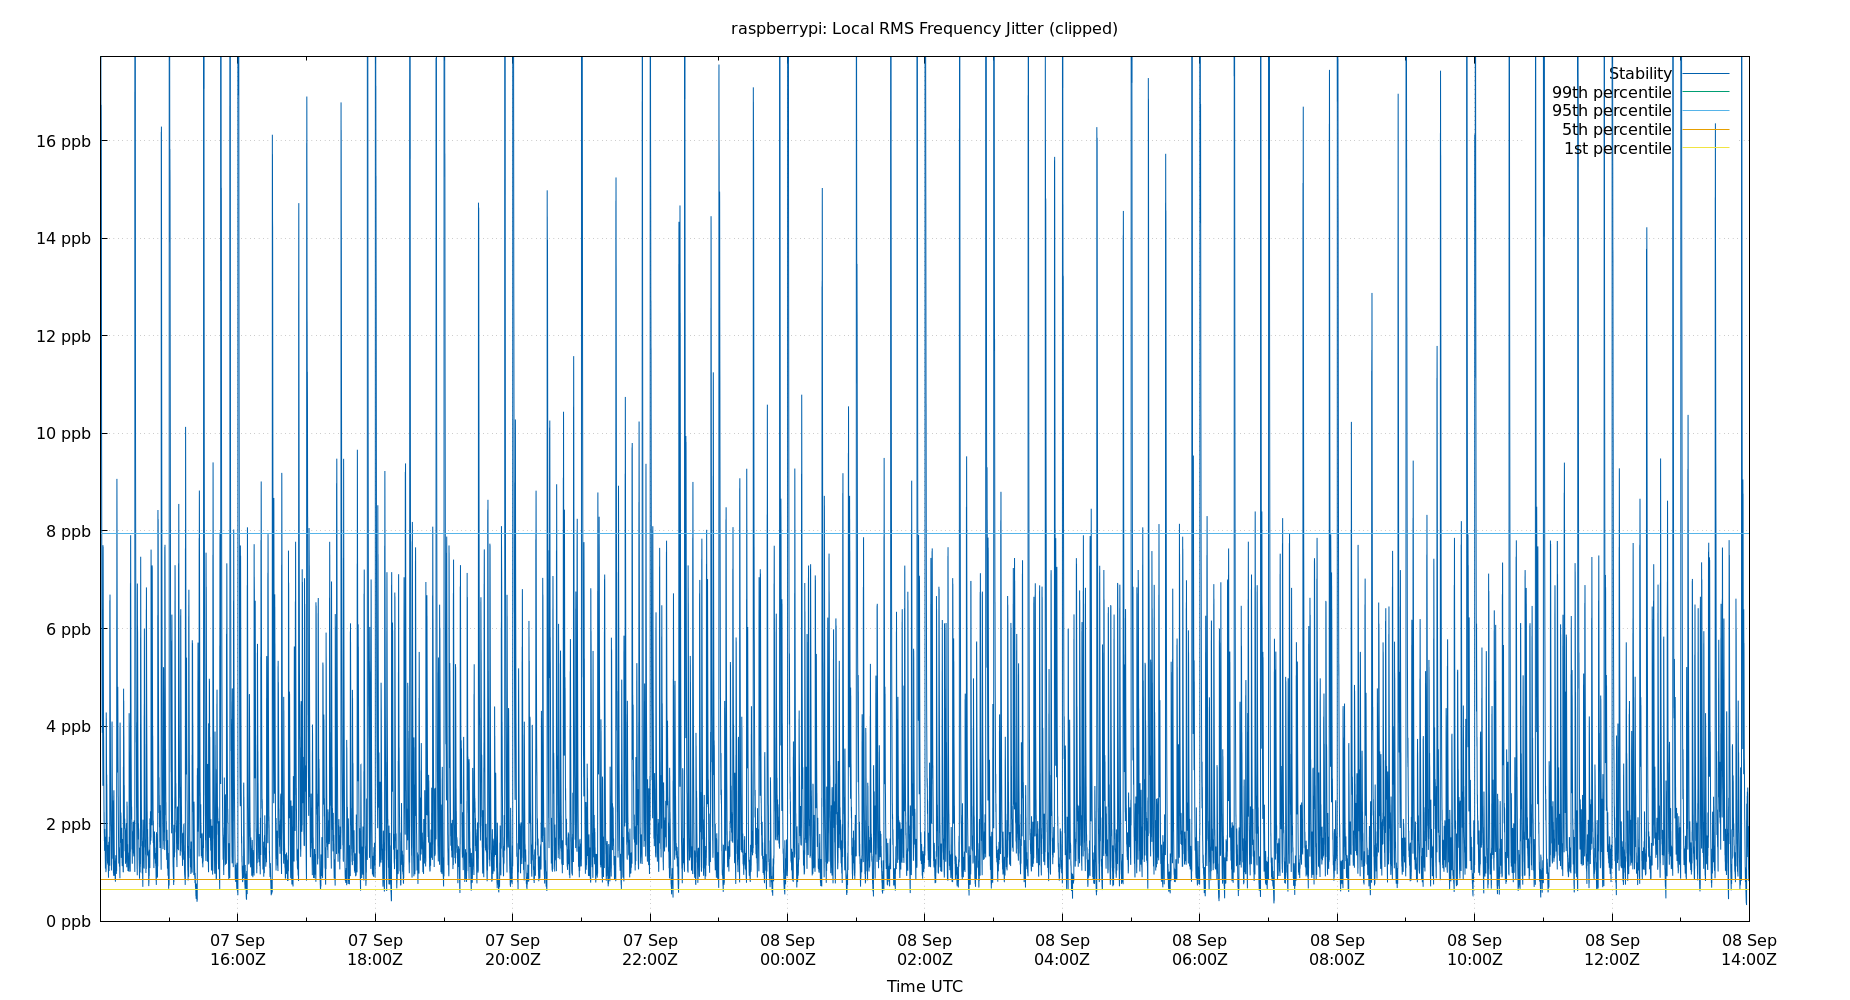 raspberrypi: Local RMS Frequency Jitter (clipped)
Stability
99th percentile
95th percentile
5th percentile
1st percentile
16 ppb
14 ppb
12 ppb
10 ppb
8 ppb
6 ppb
4 ppb
2 ppb
0 ppb
07 Sep 07 Sep 07 Sep 07 Sep 08 Sep 08 Sep 08 Sep 08 Sep 08 Sep 08 Sep 08 Sep 08 Sep
16:00Z 18:00Z 20:00Z 22:00Z 00:00Z 02:00Z 04:00Z 06:00Z 08:00Z 10:00Z 12:00Z 14:00Z
Time UTC